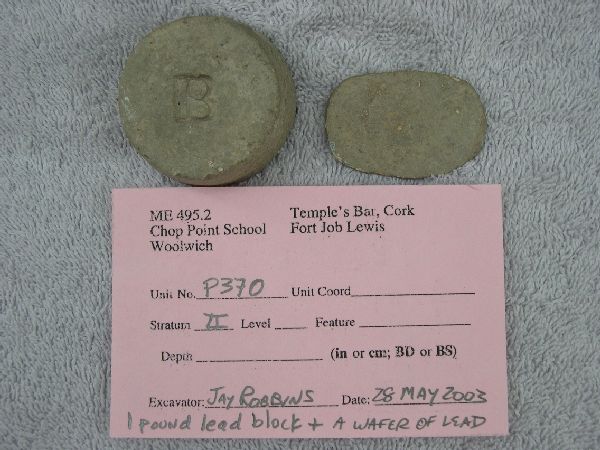 B
ME 495.2 Temple's Bar, Cork
Chop Point School Fort Job Lewis
Woolwich
Unit No. P370 Unit Coord
Stratum II Level Feature
Depth (in or cm; BD or BS)
Excavator: JAY ROBBINS Date: 28 MAY 2003
1 pound lead block + A WAFER OF LEAD